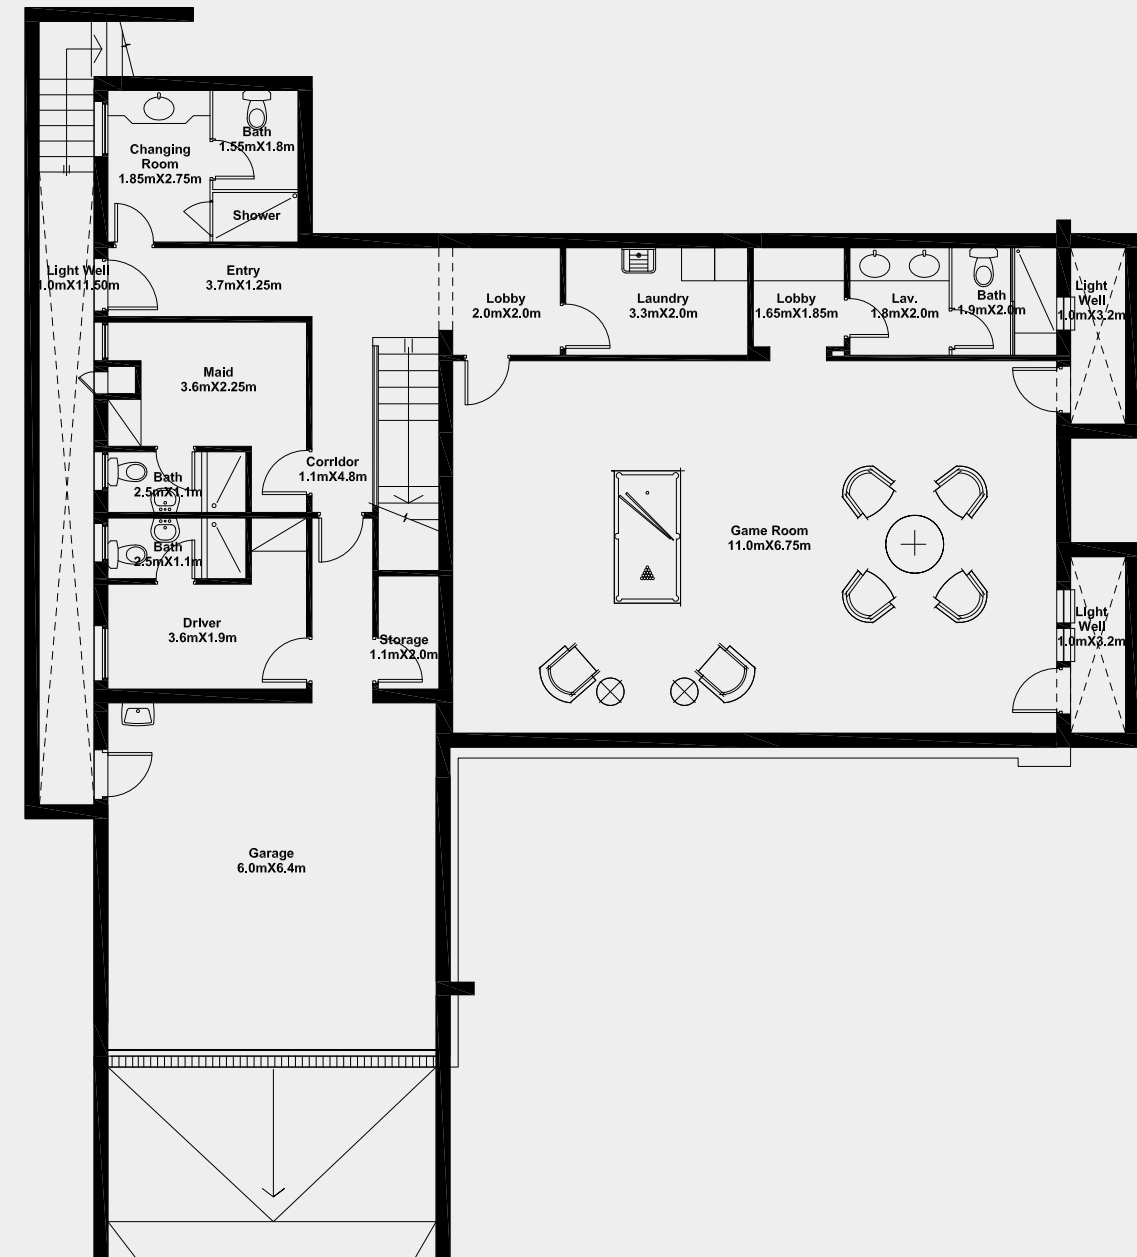 Bath
1.55mX1.8m
Changing
Room
1.85mX2.75m
Shower
Light Well
1.0mX11.50m
Entry
3.7mX1.25m
Lobby
2.0mX2.0m
Laundry
3.3mX2.0m
Lobby
1.65mX1.85m
Lav.
1.8mX2.0m
Bath
1.9mX2.0m
Light
Well
1.0mX3.2m
Maid
3.6mX2.25m
Corridor
1.1mX4.8m
Bath
2.5mX1.1m
Bath
2.5mX1.1m
Game Room
11.0mX6.75m
Driver
3.6mX1.9m
Storage
1.1mX2.0m
Light
Well
1.0mX3.2m
Garage
6.0mX6.4m